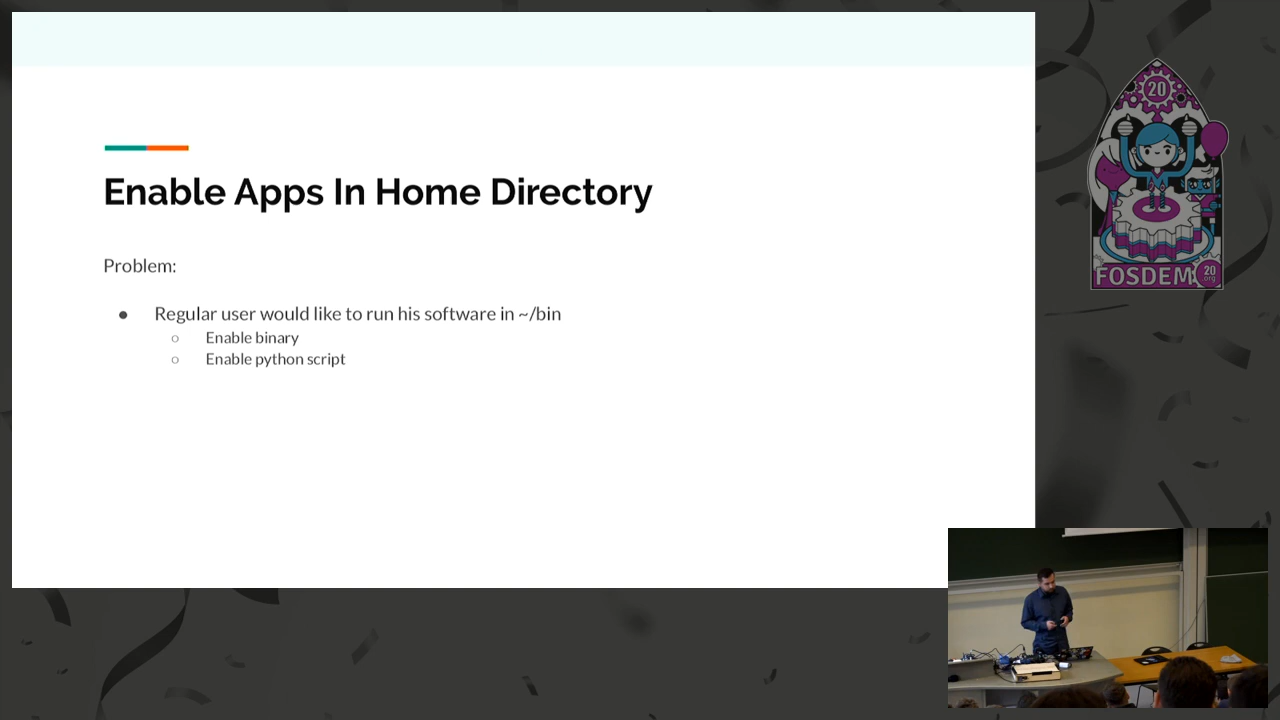 Enable Apps In Home Directory
Problem:
● Regular user would like to run his software in ~/bin
○ Enable binary
○ Enable python script
20
FOSDEM
20
.org